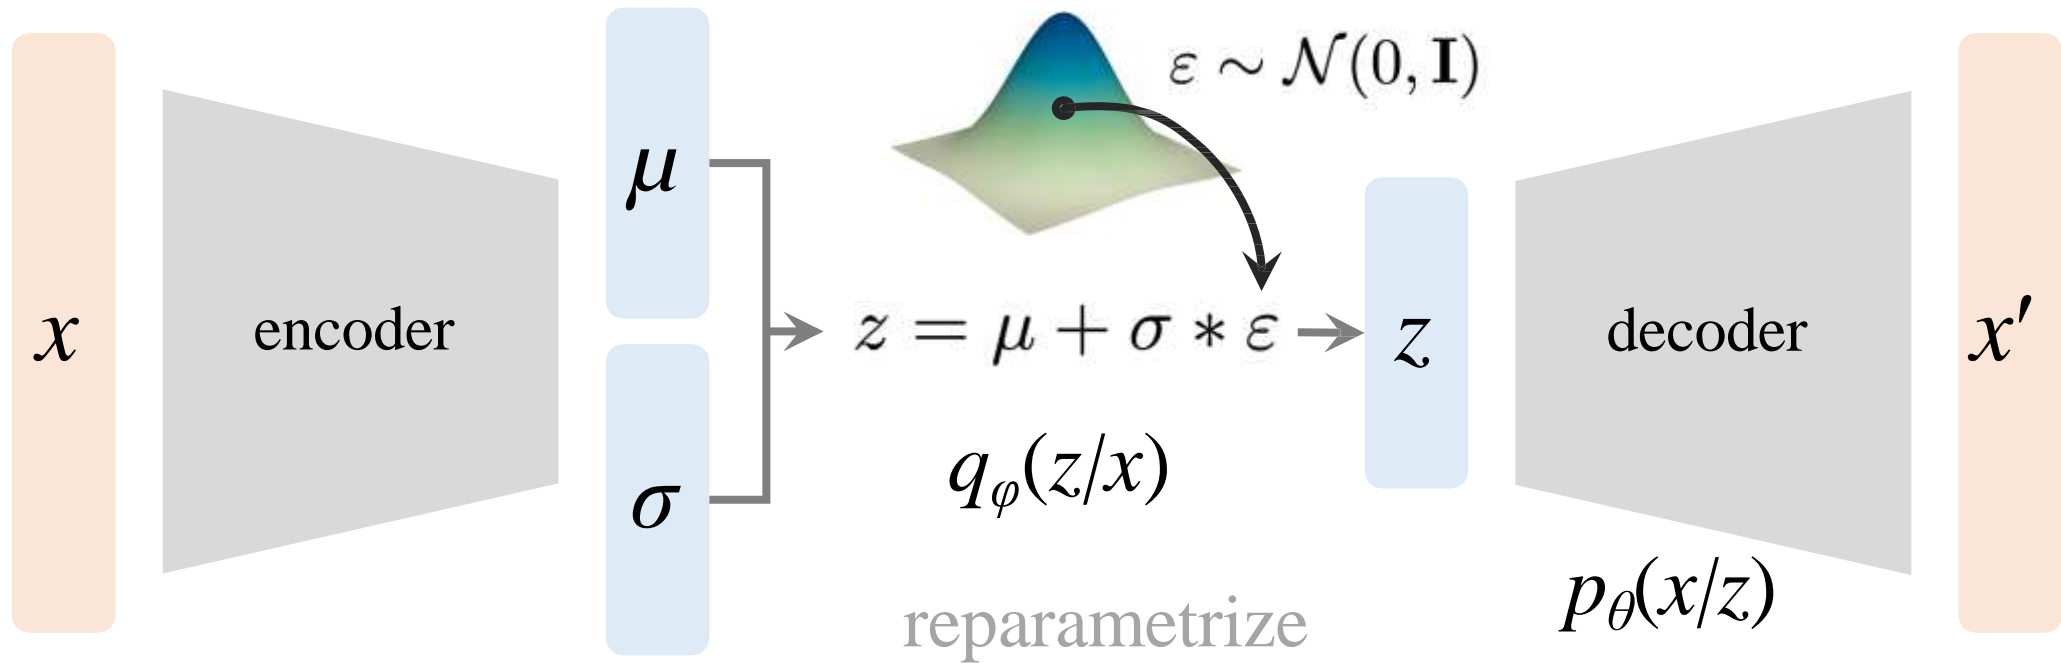 x
encoder
μ
σ
ε ∼ 𝒩(0, I)
z = μ + σ * ε
q_φ(z/x)
reparametrize
z
decoder
p_θ(x/z)
x′